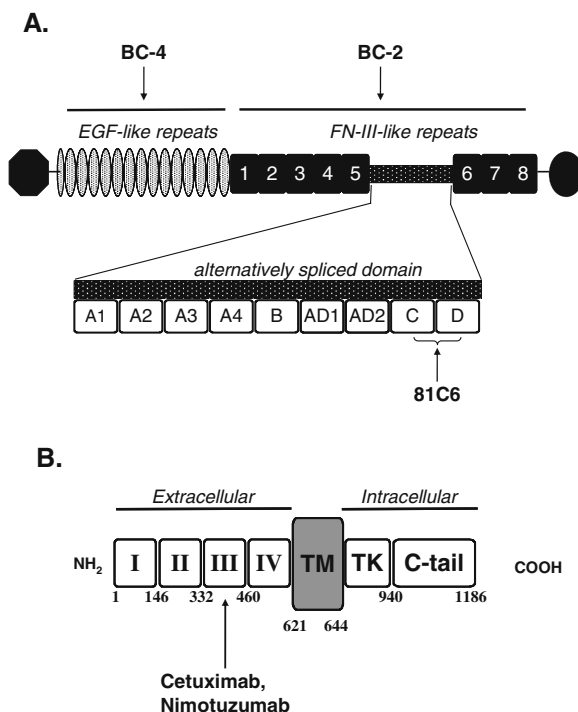 A.
BC-4 BC-2
EGF-like repeats FN-III-like repeats
1 2 3 4 5 6 7 8
alternatively spliced domain
A1 A2 A3 A4 B AD1 AD2 C D
81C6
B.
Extracellular Intracellular
NH2 I II III IV TM TK C-tail COOH
1 146 332 460 940 1186
621 644
Cetuximab,
Nimotuzumab